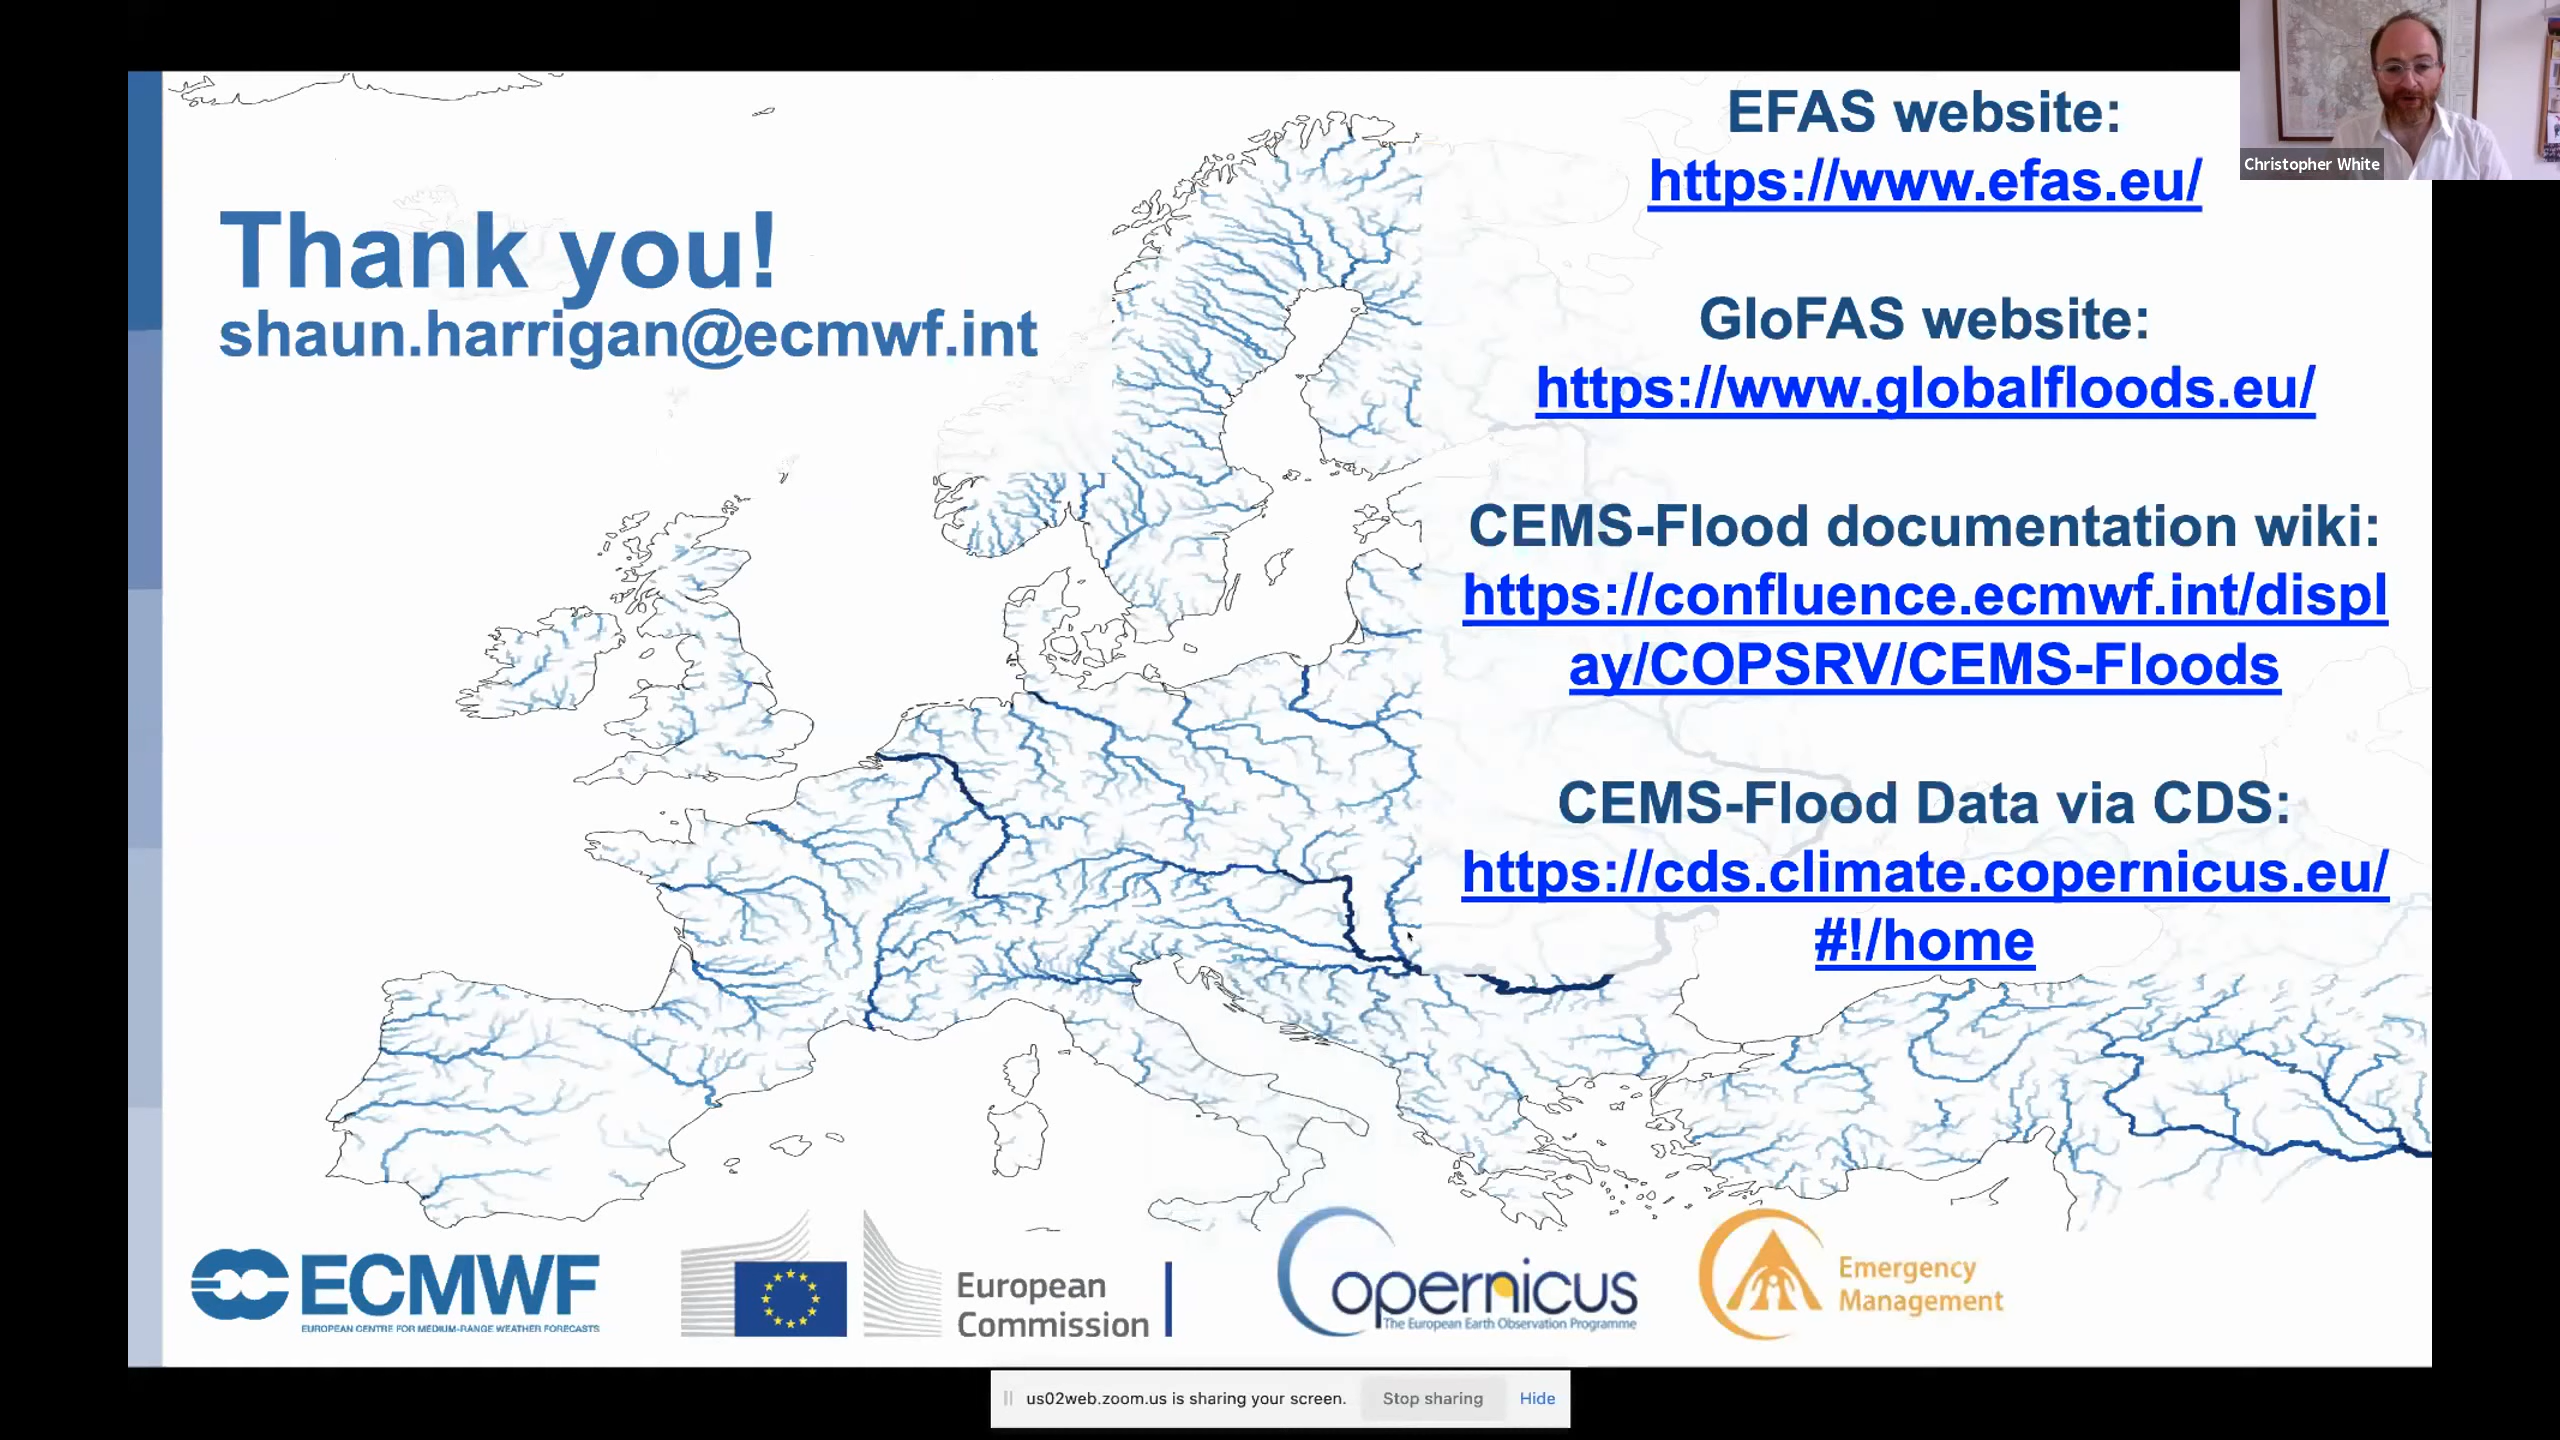 Thank you!
shaun.harrigan@ecmwf.int
EFAS website:
https://www.efas.eu/
GloFAS website:
https://www.globalfloods.eu/
CEMS-Flood documentation wiki:
https://confluence.ecmwf.int/displ
ay/COPSRV/CEMS-Floods
CEMS-Flood Data via CDS:
https://cds.climate.copernicus.eu/
#!/home
Christopher White
ECMWF
EUROPEAN CENTRE FOR MEDIUM-RANGE WEATHER FORECASTS
European
Commission
Copernicus
The European Earth Observation Programme
Emergency
Management
us02web.zoom.us is sharing your screen.
Stop sharing
Hide